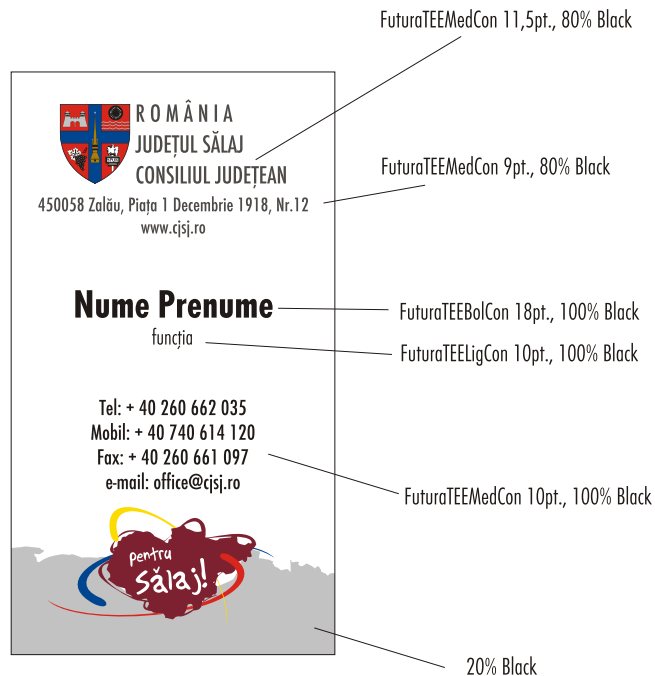 FuturaTEEMedCon 11,5pt., 80% Black
ROMÂNIA
JUDEȚUL SĂLAJ
CONSILIUL JUDEȚEAN
FuturaTEEMedCon 9pt., 80% Black
450058 Zalău, Piața 1 Decembrie 1918, Nr.12
www.cjsj.ro
Nume Prenume
FuturaTEEBolCon 18pt., 100% Black
funcția
FuturaTEELigCon 10pt., 100% Black
Tel: + 40 260 662 035
Mobil: + 40 740 614 120
Fax: + 40 260 661 097
e-mail: office@cjsj.ro
FuturaTEEMedCon 10pt., 100% Black
pentru
Sălaj!
20% Black